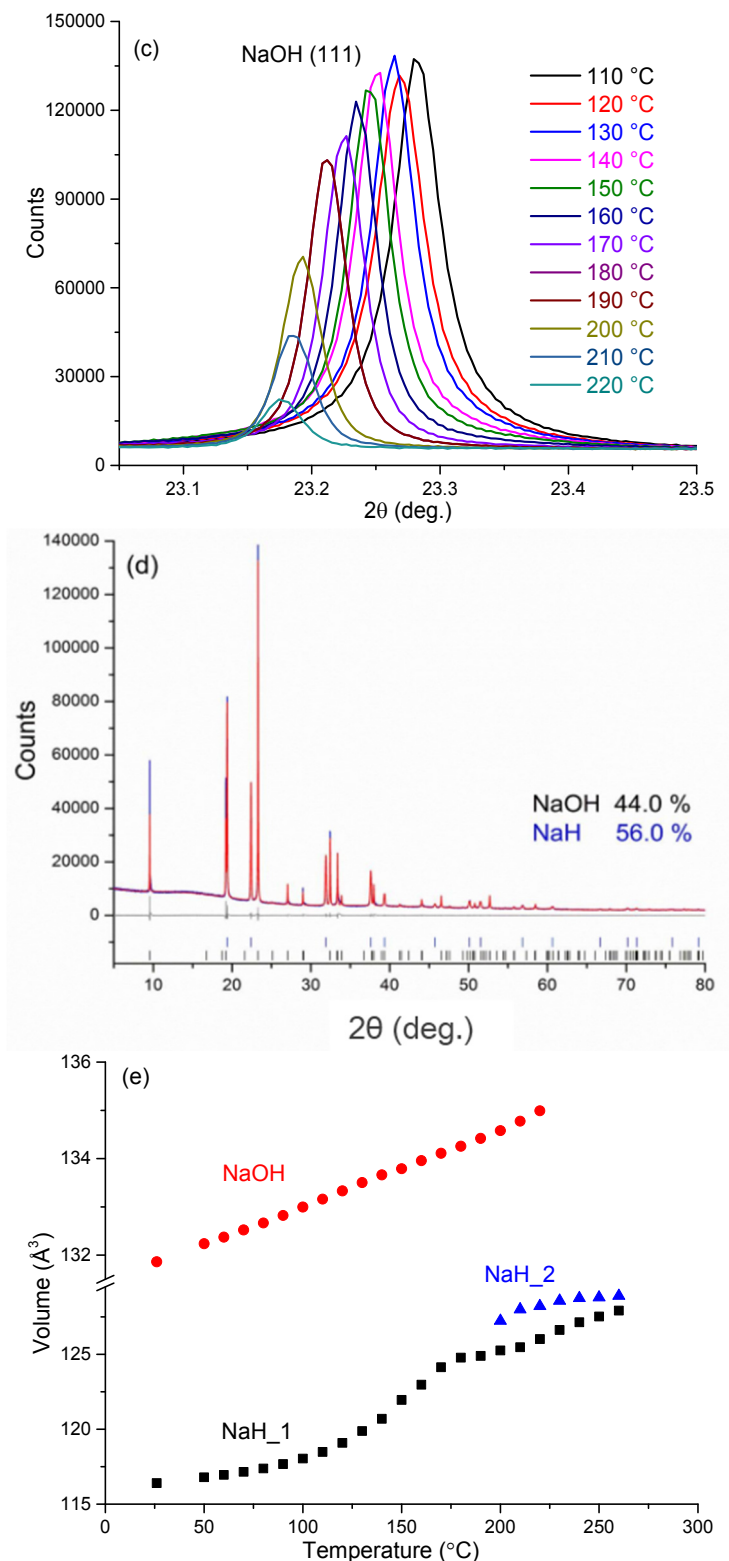 (c)
NaOH (111)
110 °C
120 °C
130 °C
140 °C
150 °C
160 °C
170 °C
180 °C
190 °C
200 °C
210 °C
220 °C
150000
120000
90000
60000
30000
0
Counts
23.1 23.2 23.3 23.4 23.5
2θ (deg.)
(d)
140000
120000
100000
80000
60000
40000
20000
0
Counts
NaOH 44.0 %
NaH 56.0 %
10 20 30 40 50 60 70 80
2θ (deg.)
(e)
136
134
132
125
120
115
Volume (Å³)
NaOH
NaH_2
NaH_1
0 50 100 150 200 250 300
Temperature (°C)